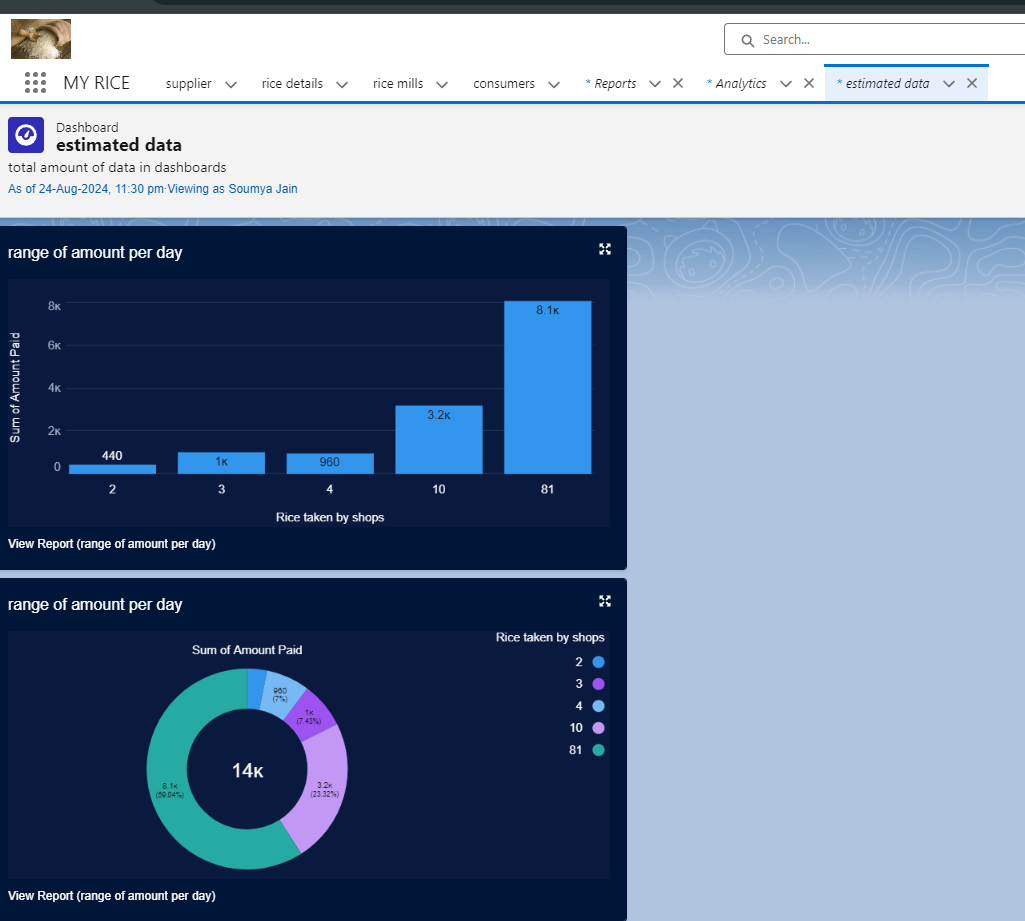 Search...
MY RICE supplier rice details rice mills consumers * Reports * Analytics * estimated data
Dashboard
estimated data
total amount of data in dashboards
As of 24-Aug-2024, 11:30 pm·Viewing as Soumya Jain
range of amount per day
Sum of Amount Paid
8K
6K
4K
2K
0
440
1K
960
3.2K
8.1K
2 3 4 10 81
Rice taken by shops
View Report (range of amount per day)
range of amount per day
Sum of Amount Paid
Rice taken by shops
2
3
4
10
81
960
(7%)
1K
(7.43%)
3.2K
(23.32%)
8.1K
(59.04%)
14K
View Report (range of amount per day)